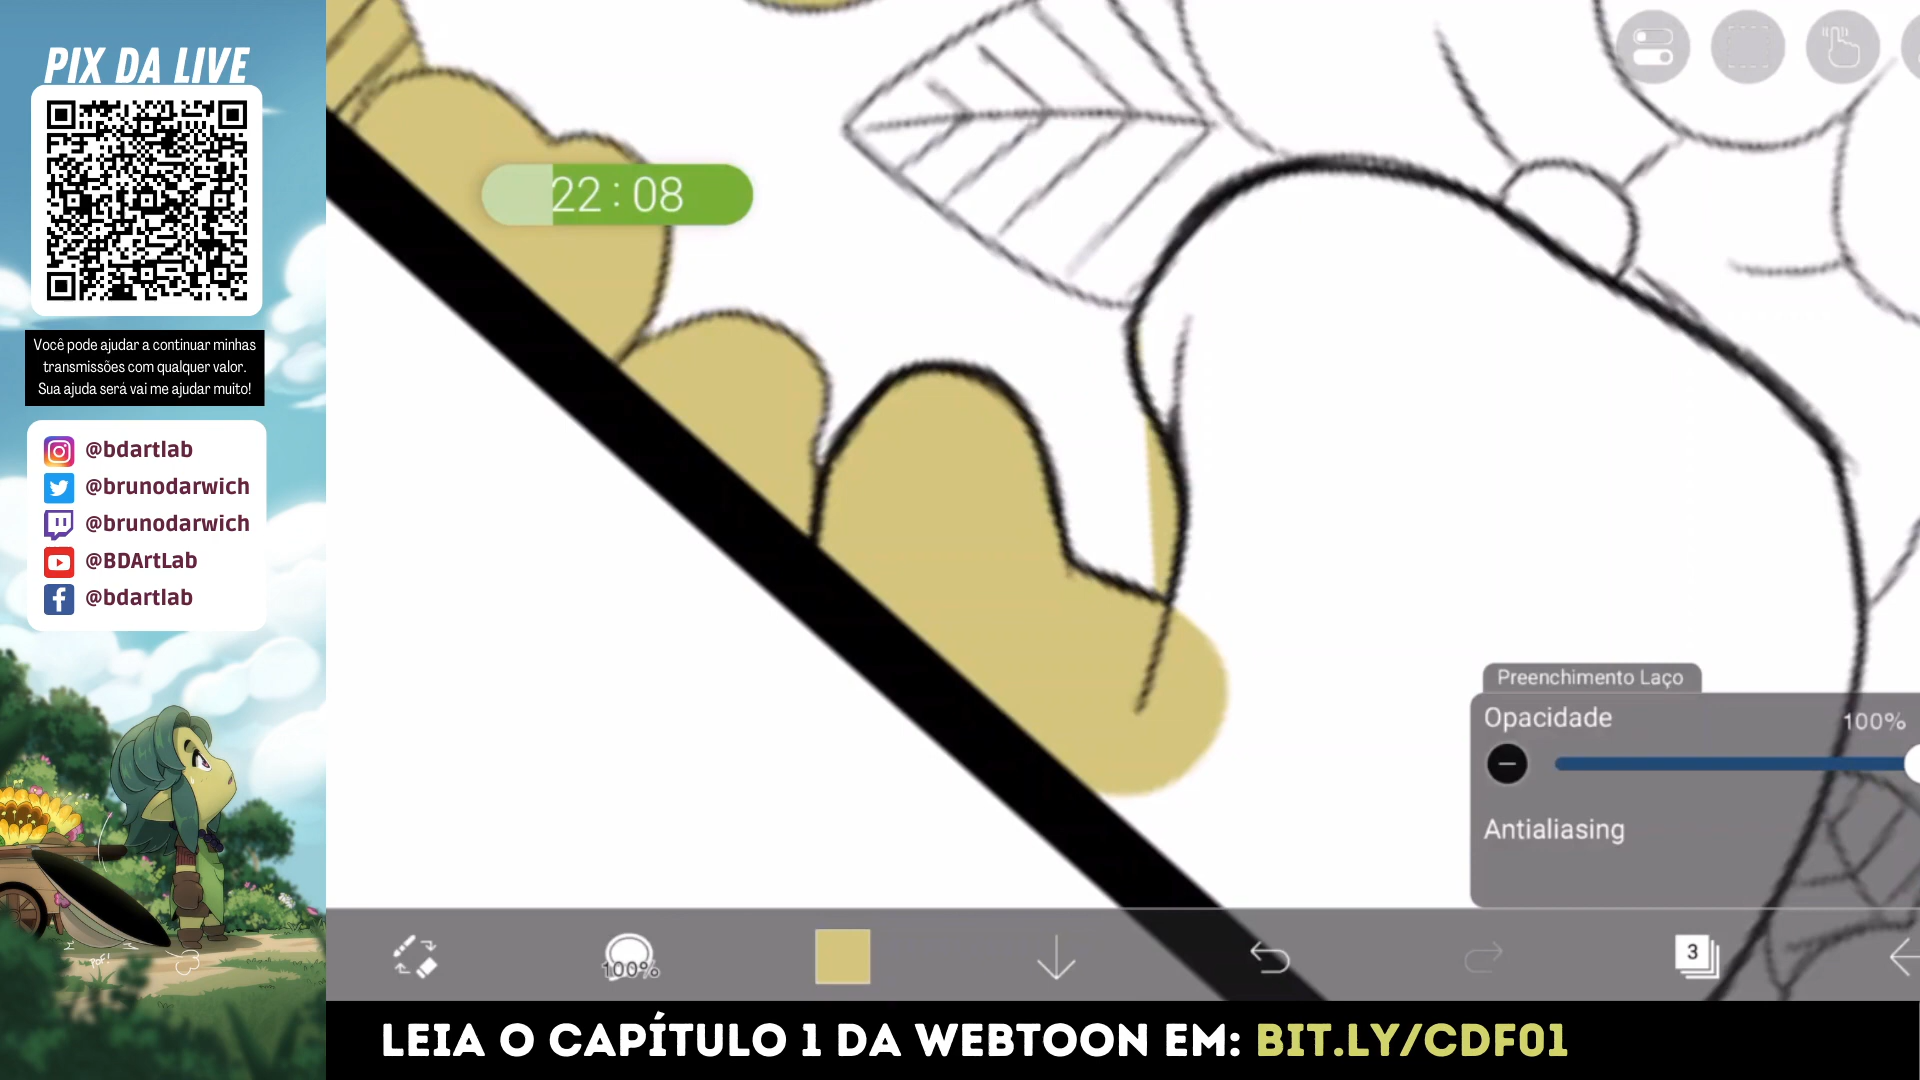 PIX DA LIVE
Você pode ajudar a continuar minhas
transmissões com qualquer valor.
Sua ajuda será vai me ajudar muito!
@bdartlab
@brunodarwich
@brunodarwich
@BDArtLab
@bdartlab
POF!
22:08
Preenchimento Laço
Opacidade 100%
Antialiasing
100%
3
LEIA O CAPÍTULO 1 DA WEBTOON EM: BIT.LY/CDF01